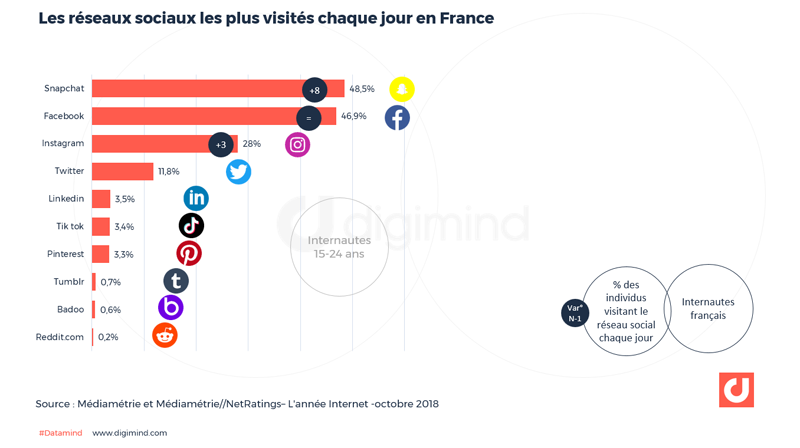 Les réseaux sociaux les plus visités chaque jour en France
Snapchat +8 48,5%
Facebook = 46,9%
Instagram +3 28%
Twitter 11,8%
Linkedin 3,5% in
Tik tok 3,4%
Pinterest 3,3%
Tumblr 0,7% t
Badoo 0,6% b
Reddit.com 0,2%
digimind
Internautes
15-24 ans
Var*
N-1
% des
individus
visitant le
réseau social
chaque jour
Internautes
français
Source : Médiamétrie et Médiamétrie//NetRatings– L'année Internet -octobre 2018
#Datamind www.digimind.com